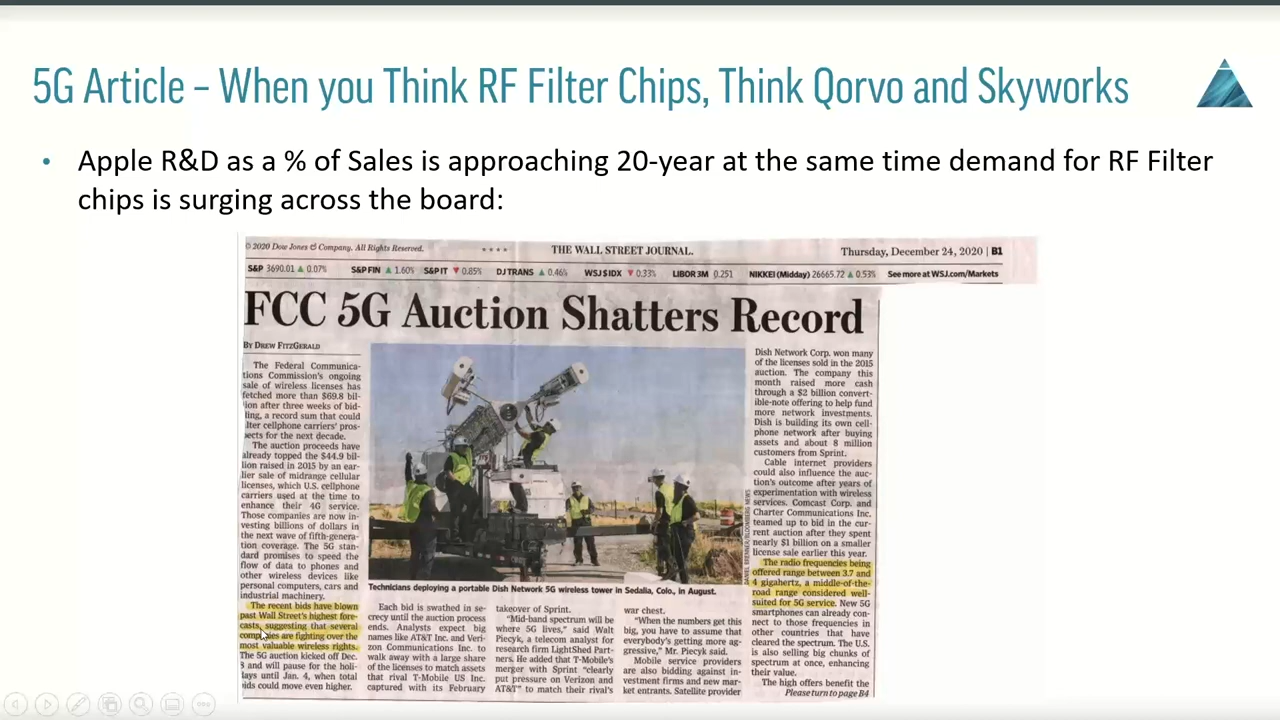 5G Article – When you Think RF Filter Chips, Think Qorvo and Skyworks
• Apple R&D as a % of Sales is approaching 20-year at the same time demand for RF Filter
chips is surging across the board:
© 2020 Dow Jones & Company. All Rights Reserved.
★★★★
THE WALL STREET JOURNAL.
Thursday, December 24, 2020 | B1
S&P 3690.01 ▲ 0.07% S&P FIN ▲ 1.60% S&P IT ▼ 0.85% DJ TRANS ▲ 0.46% WSJ $ IDX ▼ 0.33% LIBOR 3M 0.251 NIKKEI (Midday) 26665.72 ▲ 0.53% See more at WSJ.com/Markets
FCC 5G Auction Shatters Record
BY DREW FITZGERALD
The Federal Communica-
tions Commission's ongoing
sale of wireless licenses has
fetched more than $69.8 bil-
lion after three weeks of bid-
ding, a record sum that could
lter cellphone carriers' pros-
pects for the next decade.
The auction proceeds have
already topped the $44.9 bil-
lion raised in 2015 by an ear-
lier sale of midrange cellular
licenses, which U.S. cellphone
carriers used at the time to
enhance their 4G service.
Those companies are now in-
vesting billions of dollars in
the next wave of fifth-genera-
tion coverage. The 5G stan-
dard promises to speed the
flow of data to phones and
other wireless devices like
personal computers, cars and
industrial machinery.
The recent bids have blown
past Wall Street's highest fore-
casts, suggesting that several
companies are fighting over the
most valuable wireless rights.
The 5G auction kicked off Dec.
8 and will pause for the holi-
lays until Jan. 4, when total
bids could move even higher.
Technicians deploying a portable Dish Network 5G wireless tower in Sedalia, Colo., in August.
DANIEL BRENNER/BLOOMBERG NEWS
Each bid is swathed in se-
crecy until the auction process
ends. Analysts expect big
names like AT&T Inc. and Veri-
zon Communications Inc. to
walk away with a large share
of the licenses to match assets
that rival T-Mobile US Inc.
captured with its February
takeover of Sprint.
"Mid-band spectrum will be
where 5G lives," said Walt
Piecyk, a telecom analyst for
research firm LightShed Part-
ners. He added that T-Mobile's
merger with Sprint "clearly
put pressure on Verizon and
AT&T" to match their rival's
war chest.
"When the numbers get this
big, you have to assume that
everybody's getting more ag-
gressive," Mr. Piecyk said.
Mobile service providers
are also bidding against in-
vestment firms and new mar-
ket entrants. Satellite provider
Dish Network Corp. won many
of the licenses sold in the 2015
auction. The company this
month raised more cash
through a $2 billion convert-
ible-note offering to help fund
more network investments.
Dish is building its own cell-
phone network after buying
assets and about 8 million
customers from Sprint.
Cable internet providers
could also influence the auc-
tion's outcome after years of
experimentation with wireless
services. Comcast Corp. and
Charter Communications Inc.
teamed up to bid in the cur-
rent auction after they spent
nearly $1 billion on a smaller
license sale earlier this year.
The radio frequencies being
offered range between 3.7 and
4 gigahertz, a middle-of-the-
road range considered well-
suited for 5G service. New 5G
smartphones can already con-
nect to those frequencies in
other countries that have
cleared the spectrum. The U.S.
is also selling big chunks of
spectrum at once, enhancing
their value.
The high offers benefit the
Please turn to page B4